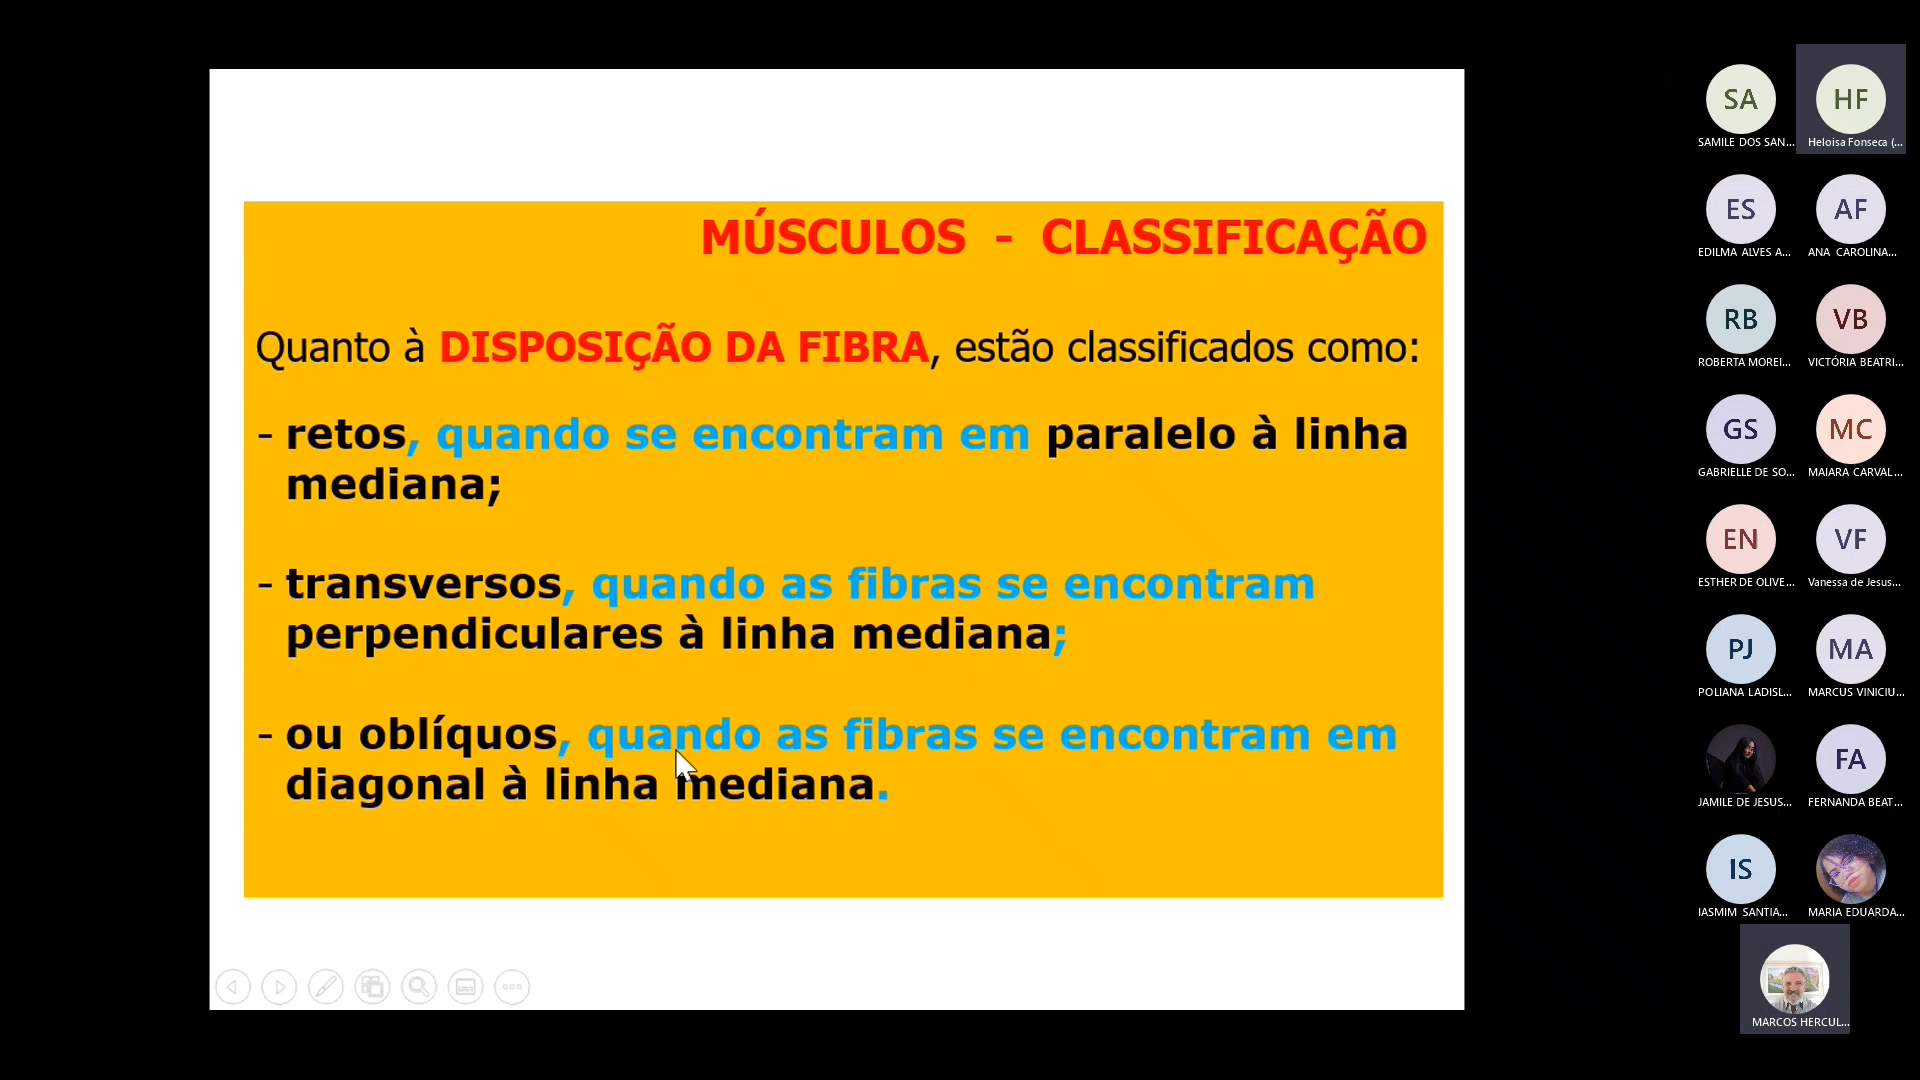 MÚSCULOS - CLASSIFICAÇÃO
Quanto à DISPOSIÇÃO DA FIBRA, estão classificados como:
- retos, quando se encontram em paralelo à linha
mediana;
- transversos, quando as fibras se encontram
perpendiculares à linha mediana;
- ou oblíquos, quando as fibras se encontram em
diagonal à linha mediana.
SA
SAMILE DOS SAN...
HF
Heloisa Fonseca (...
ES
EDILMA ALVES A...
AF
ANA CAROLINA...
RB
ROBERTA MOREI...
VB
VICTÓRIA BEATRI...
GS
GABRIELLE DE SO...
MC
MAIARA CARVAL...
EN
ESTHER DE OLIVE...
VF
Vanessa de Jesus...
PJ
POLIANA LADISL...
MA
MARCUS VINICIU...
JAMILE DE JESUS...
FA
FERNANDA BEAT...
IS
IASMIM SANTIA...
MARIA EDUARDA...
MARCOS HERCUL...